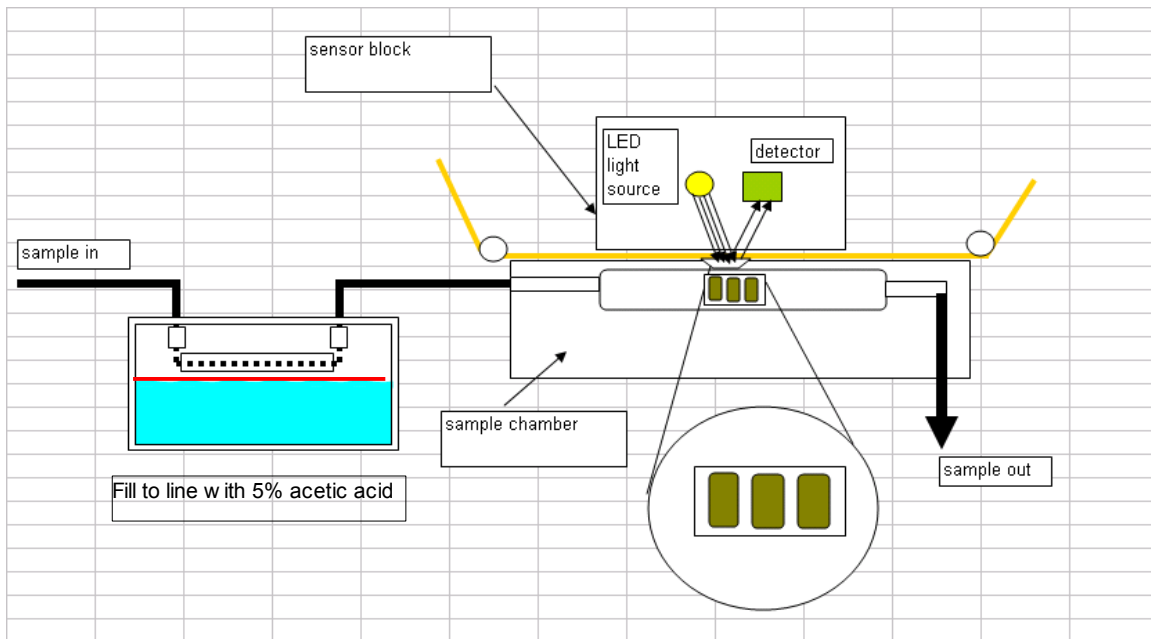 sensor block
LED
light
source
detector
sample in
sample chamber
sample out
Fill to line with 5% acetic acid